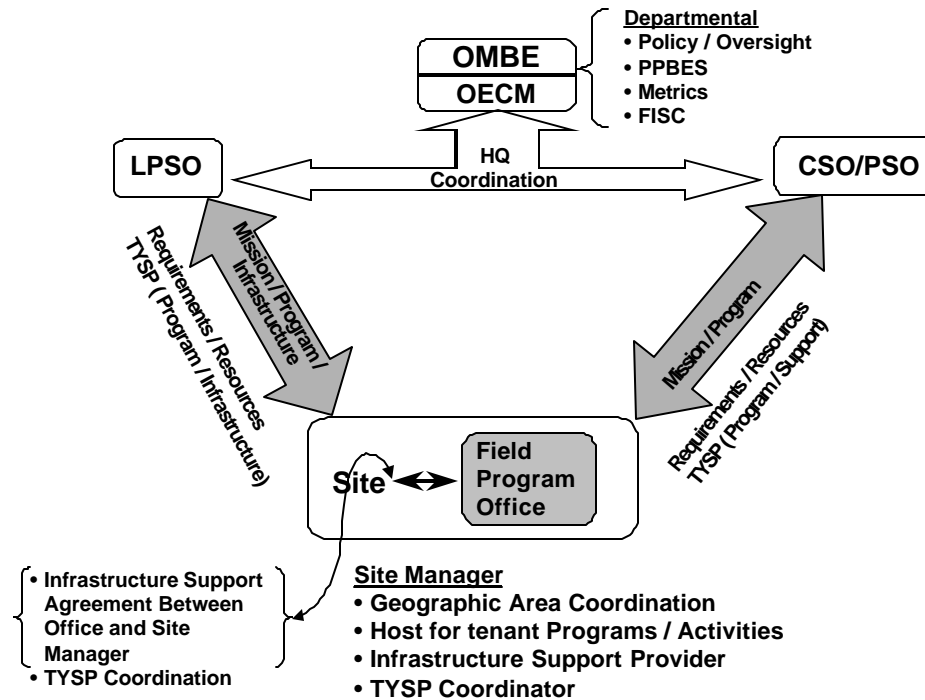 Departmental
• Policy / Oversight
• PPBES
• Metrics
• FISC
OMBE
OECM
LPSO
HQ
Coordination
CSO/PSO
Mission / Program /
Infrastructure
Requirements / Resources
TYSP ( Program / Infrastructure)
Mission / Program
Requirements / Resources
TYSP ( Program / Support)
Site
Field
Program
Office
• Infrastructure Support
Agreement Between
Office and Site
Manager
• TYSP Coordination
Site Manager
• Geographic Area Coordination
• Host for tenant Programs / Activities
• Infrastructure Support Provider
• TYSP Coordinator